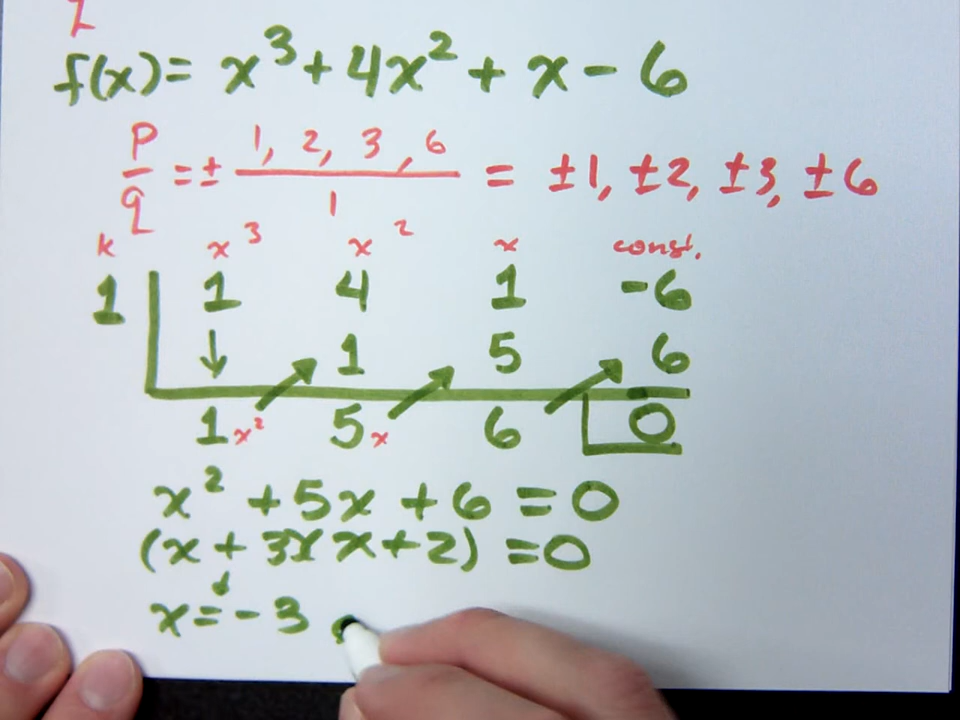 f(x) = x³ + 4x² + x - 6
p/q = ± 1, 2, 3, 6 / 1 = ±1, ±2, ±3, ±6
k x³ x² x const.
1 | 1 4 1 -6
↓ 1 5 6
1x² 5x 6 0
x² + 5x + 6 = 0
(x + 3)(x + 2) = 0
x = -3